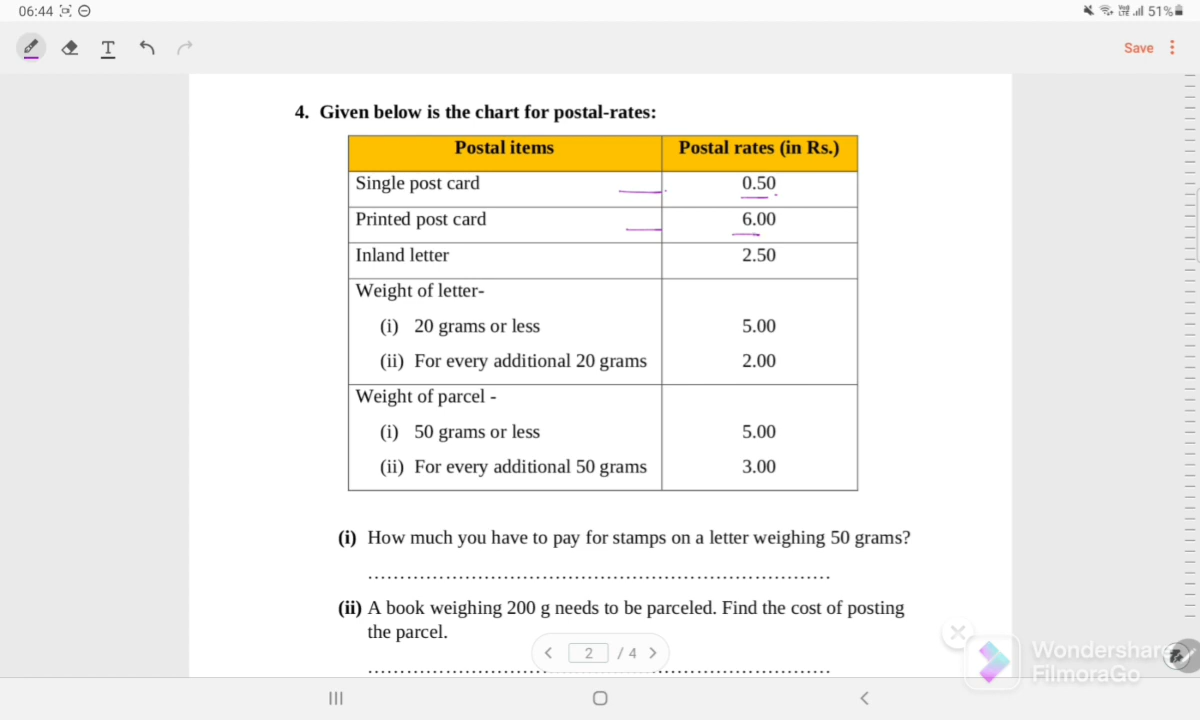 06:44 51%
T Save
4. Given below is the chart for postal-rates:
Postal items Postal rates (in Rs.)
Single post card 0.50
Printed post card 6.00
Inland letter 2.50
Weight of letter-
(i) 20 grams or less 5.00
(ii) For every additional 20 grams 2.00
Weight of parcel -
(i) 50 grams or less 5.00
(ii) For every additional 50 grams 3.00
(i) How much you have to pay for stamps on a letter weighing 50 grams?
(ii) A book weighing 200 g needs to be parceled. Find the cost of posting
the parcel.
2 / 4
Wondershare
FilmoraGo